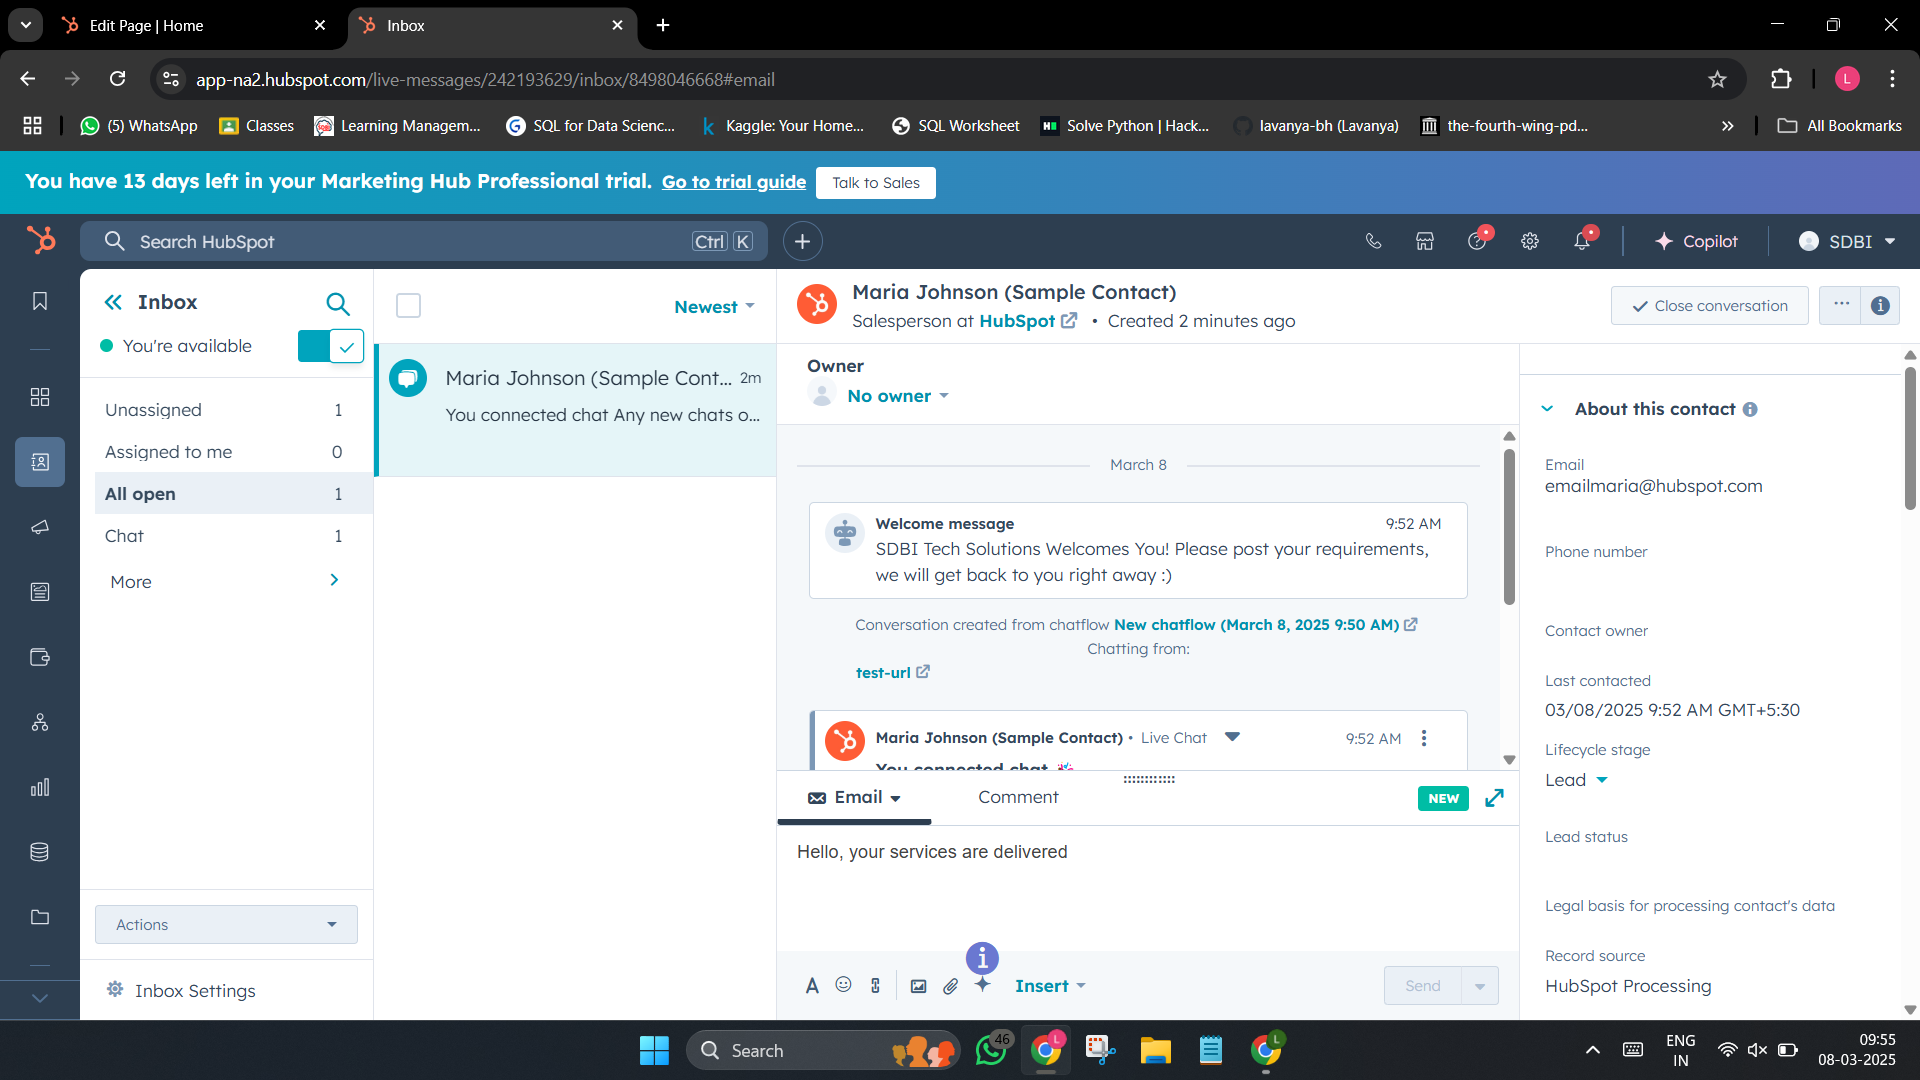 Edit Page | Home
Inbox
app-na2.hubspot.com/live-messages/242193629/inbox/8498046668#email
L
(5) WhatsApp
Classes
Learning Managem...
SQL for Data Scienc...
Kaggle: Your Home...
SQL Worksheet
Solve Python | Hack...
lavanya-bh (Lavanya)
the-fourth-wing-pd...
All Bookmarks
You have 13 days left in your Marketing Hub Professional trial. Go to trial guide
Talk to Sales
Search HubSpot
Ctrl K
Copilot
SDBI
Inbox
You're available
Unassigned 1
Assigned to me 0
All open 1
Chat 1
More
Actions
Inbox Settings
Newest
Maria Johnson (Sample Cont... 2m
You connected chat Any new chats o...
Maria Johnson (Sample Contact)
Salesperson at HubSpot • Created 2 minutes ago
Close conversation
Owner
No owner
March 8
Welcome message 9:52 AM
SDBI Tech Solutions Welcomes You! Please post your requirements,
we will get back to you right away :)
Conversation created from chatflow New chatflow (March 8, 2025 9:50 AM)
Chatting from:
test-url
Maria Johnson (Sample Contact) • Live Chat 9:52 AM
You connected chat
Email
Comment
NEW
Hello, your services are delivered
Insert
Send
About this contact
Email
emailmaria@hubspot.com
Phone number
Contact owner
Last contacted
03/08/2025 9:52 AM GMT+5:30
Lifecycle stage
Lead
Lead status
Legal basis for processing contact's data
Record source
HubSpot Processing
Search
46
L
L
ENG
IN
09:55
08-03-2025